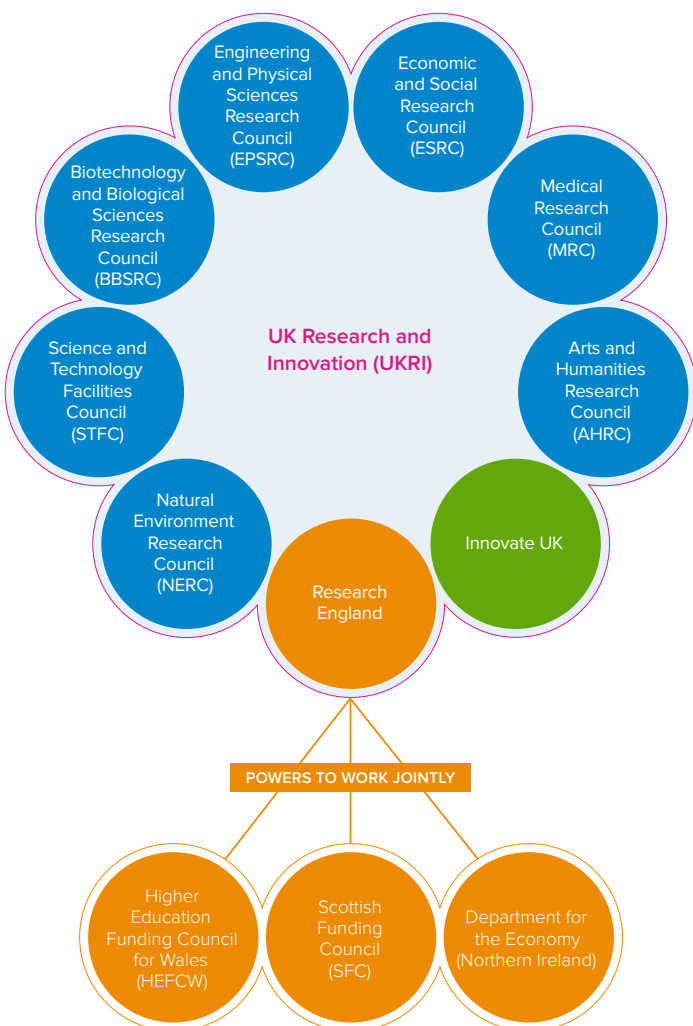 Engineering
and Physical
Sciences
Research
Council
(EPSRC)
Economic
and Social
Research
Council
(ESRC)
Biotechnology
and Biological
Sciences
Research
Council
(BBSRC)
Medical
Research
Council
(MRC)
UK Research and
Innovation (UKRI)
Science and
Technology
Facilities
Council
(STFC)
Arts and
Humanities
Research
Council
(AHRC)
Natural
Environment
Research
Council
(NERC)
Research
England
Innovate UK
POWERS TO WORK JOINTLY
Higher
Education
Funding Council
for Wales
(HEFCW)
Scottish
Funding
Council
(SFC)
Department for
the Economy
(Northern Ireland)